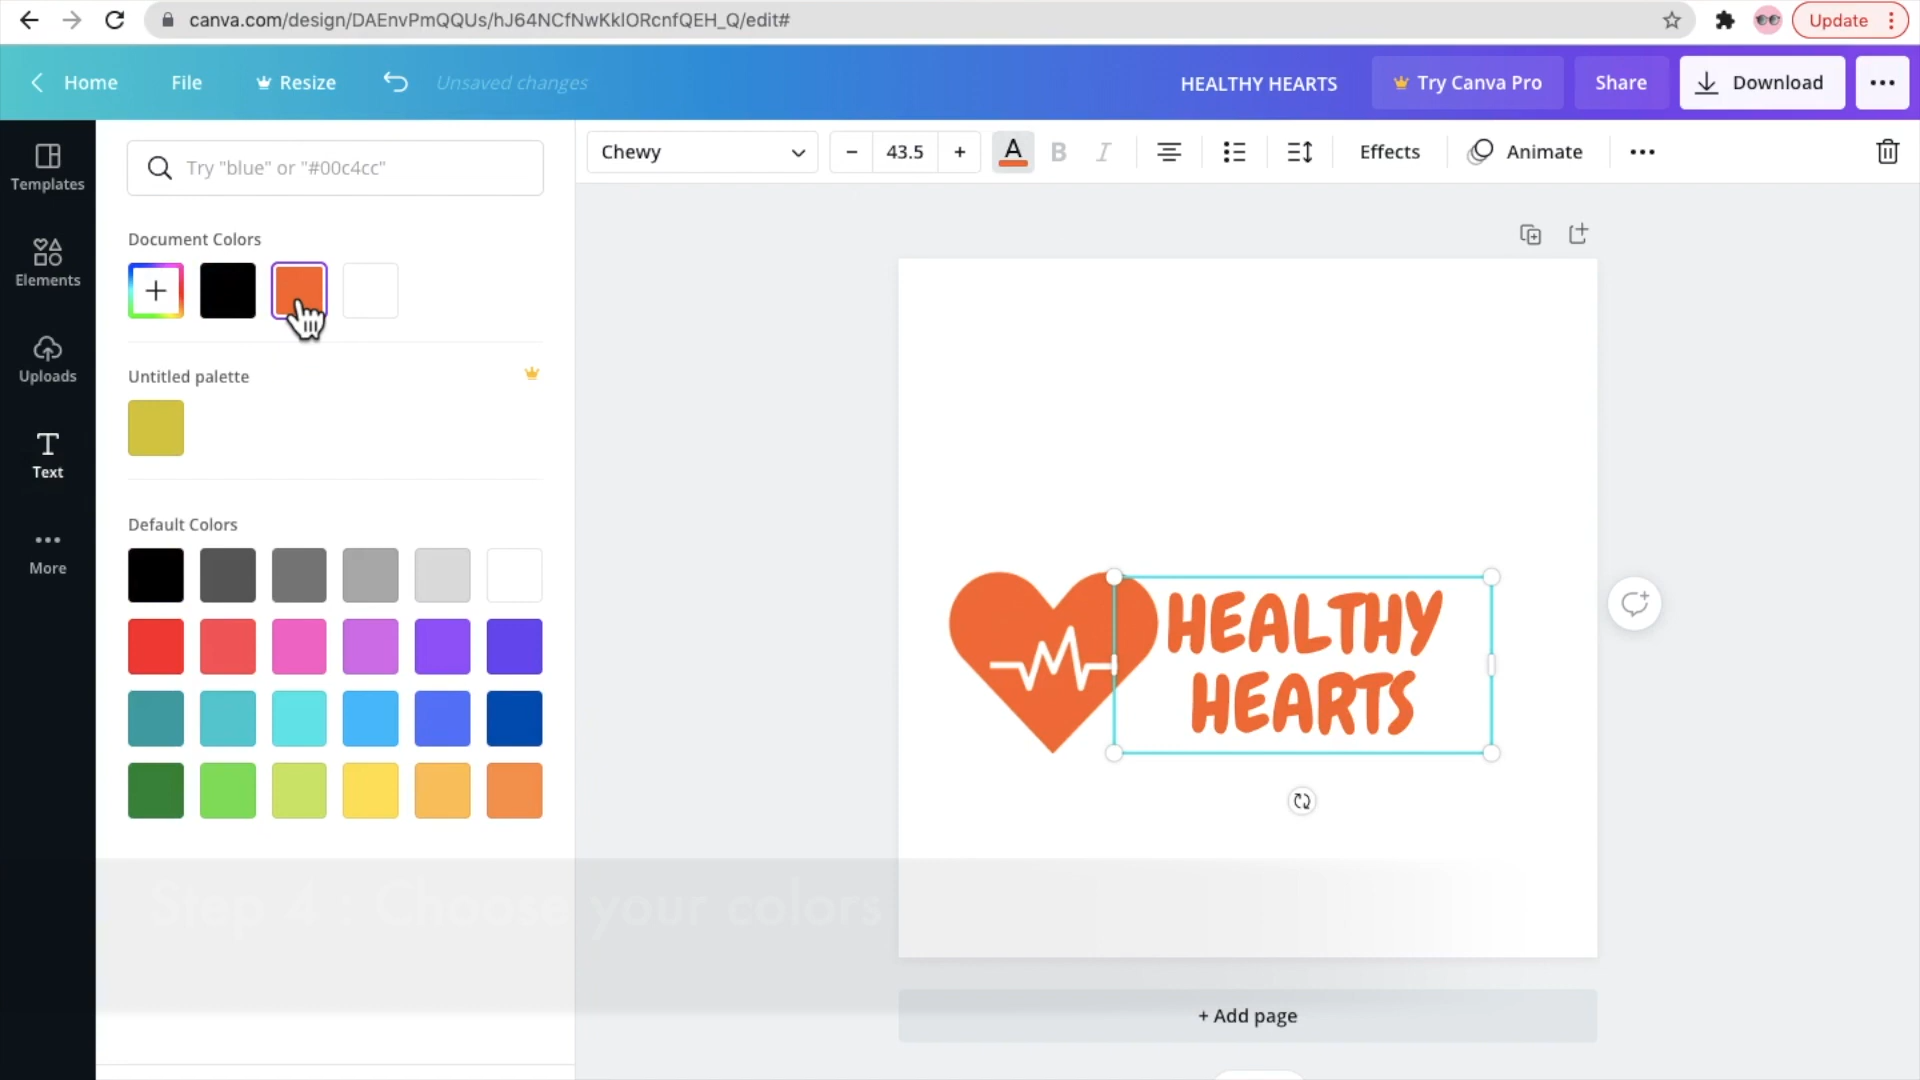 canva.com/design/DAEnvPmQQUs/hJ64NCfNwKklORcnfQEH_Q/edit#
Update
Home
File
Resize
Unsaved changes
HEALTHY HEARTS
Try Canva Pro
Share
Download
Templates
Elements
Uploads
Text
More
Try "blue" or "#00c4cc"
Document Colors
Untitled palette
Default Colors
Chewy
43.5
A
B
I
Effects
Animate
HEALTHY
HEARTS
Step 4 : Choose your colors
+ Add page